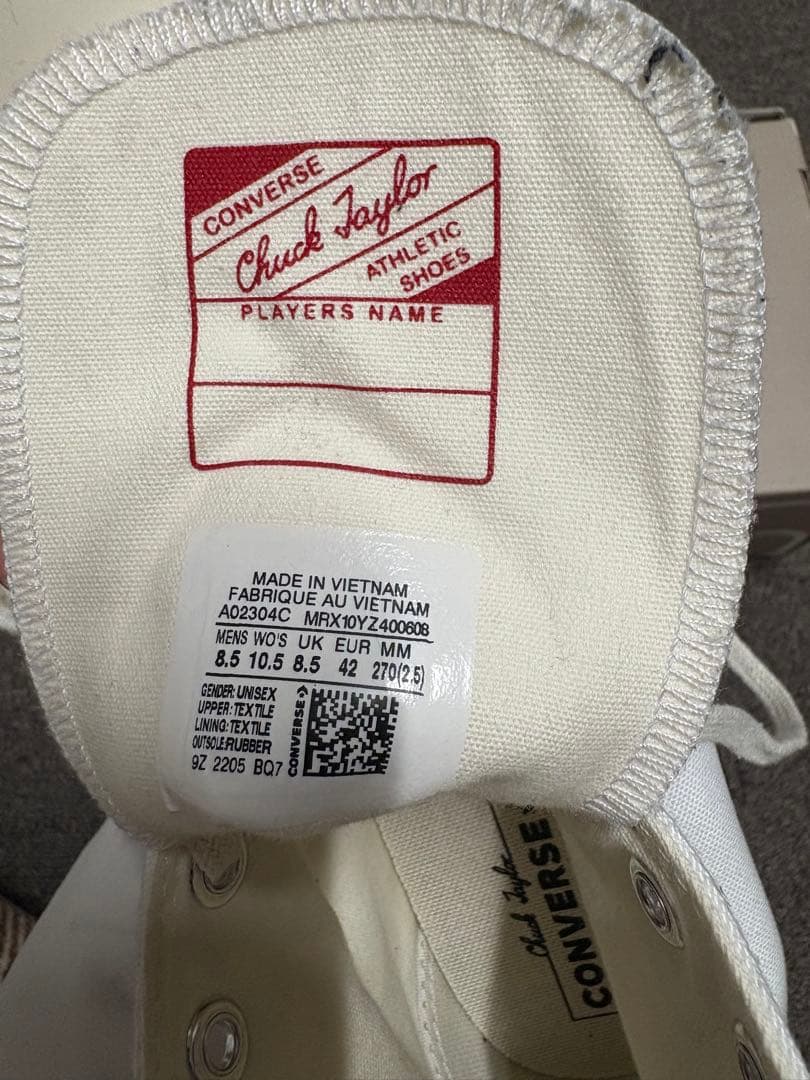 CONVERSE
Chuck Taylor
ATHLETIC
SHOES
PLAYERS NAME
MADE IN VIETNAM
FABRIQUE AU VIETNAM
A02304C MRX10YZ400608
MENS WO'S UK EUR MM
8.5 10.5 8.5 42 270(2.5)
GENDER: UNISEX
UPPER: TEXTILE
LINING: TEXTILE
OUTSOLE:RUBBER
9Z 2205 BQ7
CONVERSE
Chuck Taylor
CONVERSE